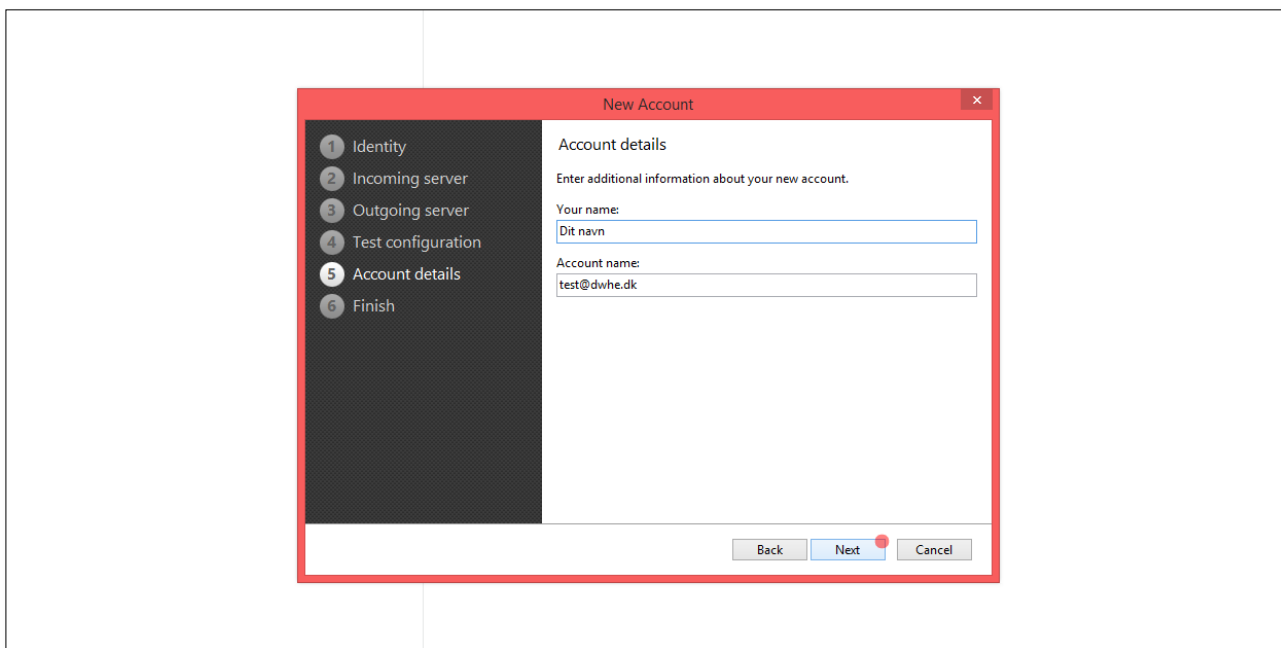 New Account
1 Identity
2 Incoming server
3 Outgoing server
4 Test configuration
5 Account details
6 Finish
Account details
Enter additional information about your new account.
Your name:
Dit navn
Account name:
test@dwhe.dk
Back Next Cancel